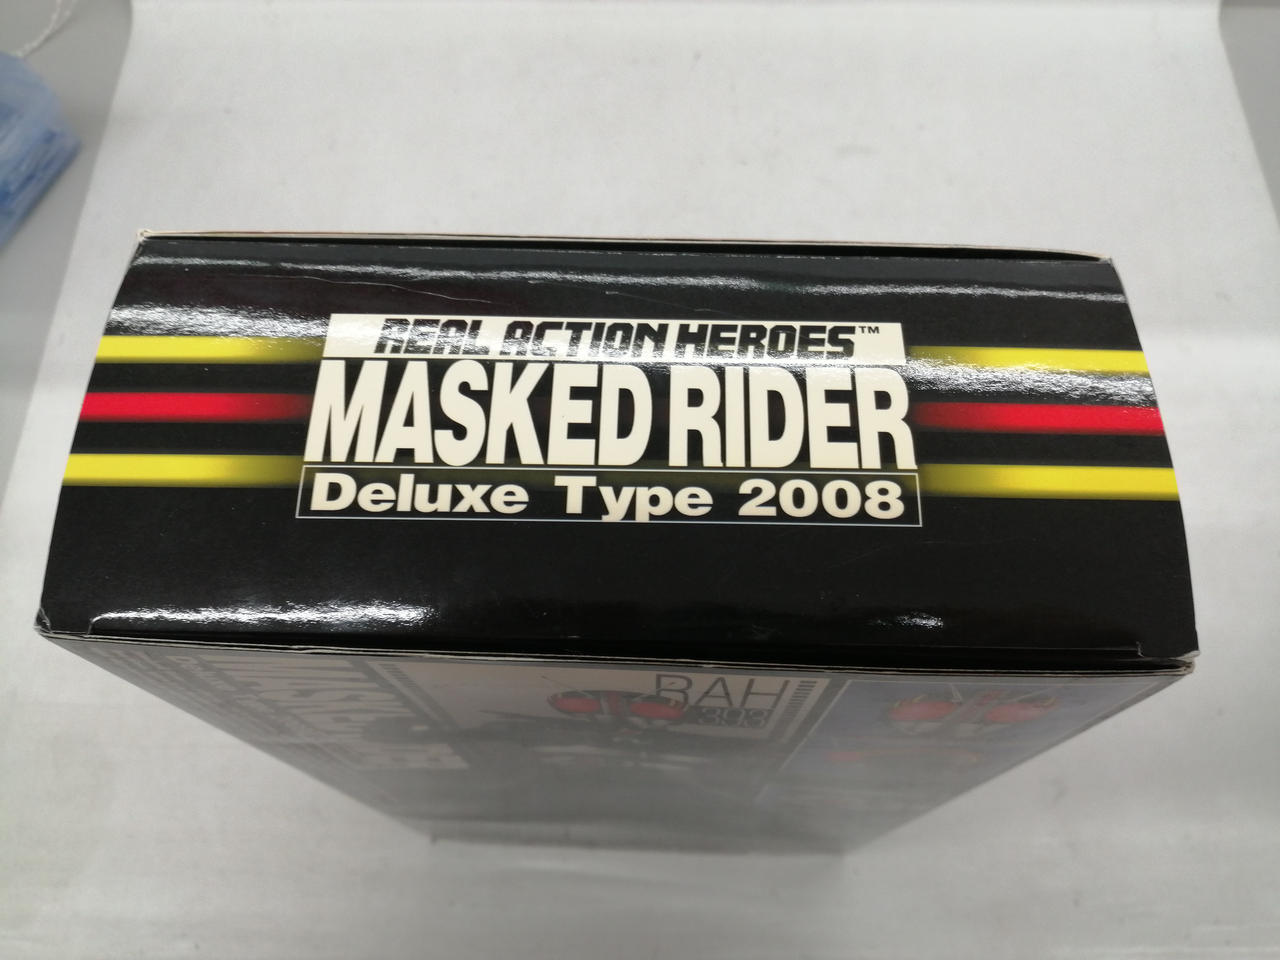 REAL ACTION HEROES™
MASKED RIDER
Deluxe Type 2008
RAH